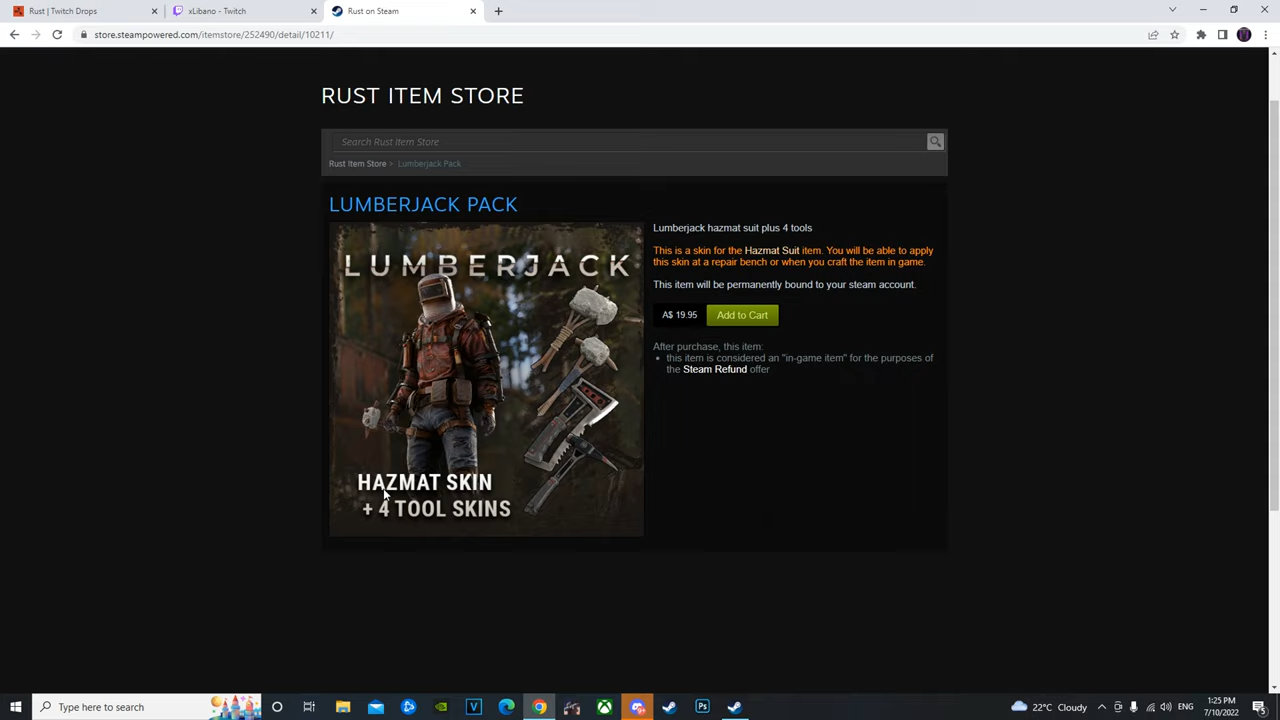 Rust | Twitch Drops
xLibano - Twitch
Rust on Steam
store.steampowered.com/itemstore/252490/detail/10211/
RUST ITEM STORE
Search Rust Item Store
Rust Item Store > Lumberjack Pack
LUMBERJACK PACK
LUMBERJACK
HAZMAT SKIN
+ 4 TOOL SKINS
Lumberjack hazmat suit plus 4 tools
This is a skin for the Hazmat Suit item. You will be able to apply
this skin at a repair bench or when you craft the item in game.
This item will be permanently bound to your steam account.
A$ 19.95 Add to Cart
After purchase, this item:
• this item is considered an "in-game item" for the purposes of
the Steam Refund offer
Type here to search
22°C Cloudy
ENG
1:25 PM
7/10/2022